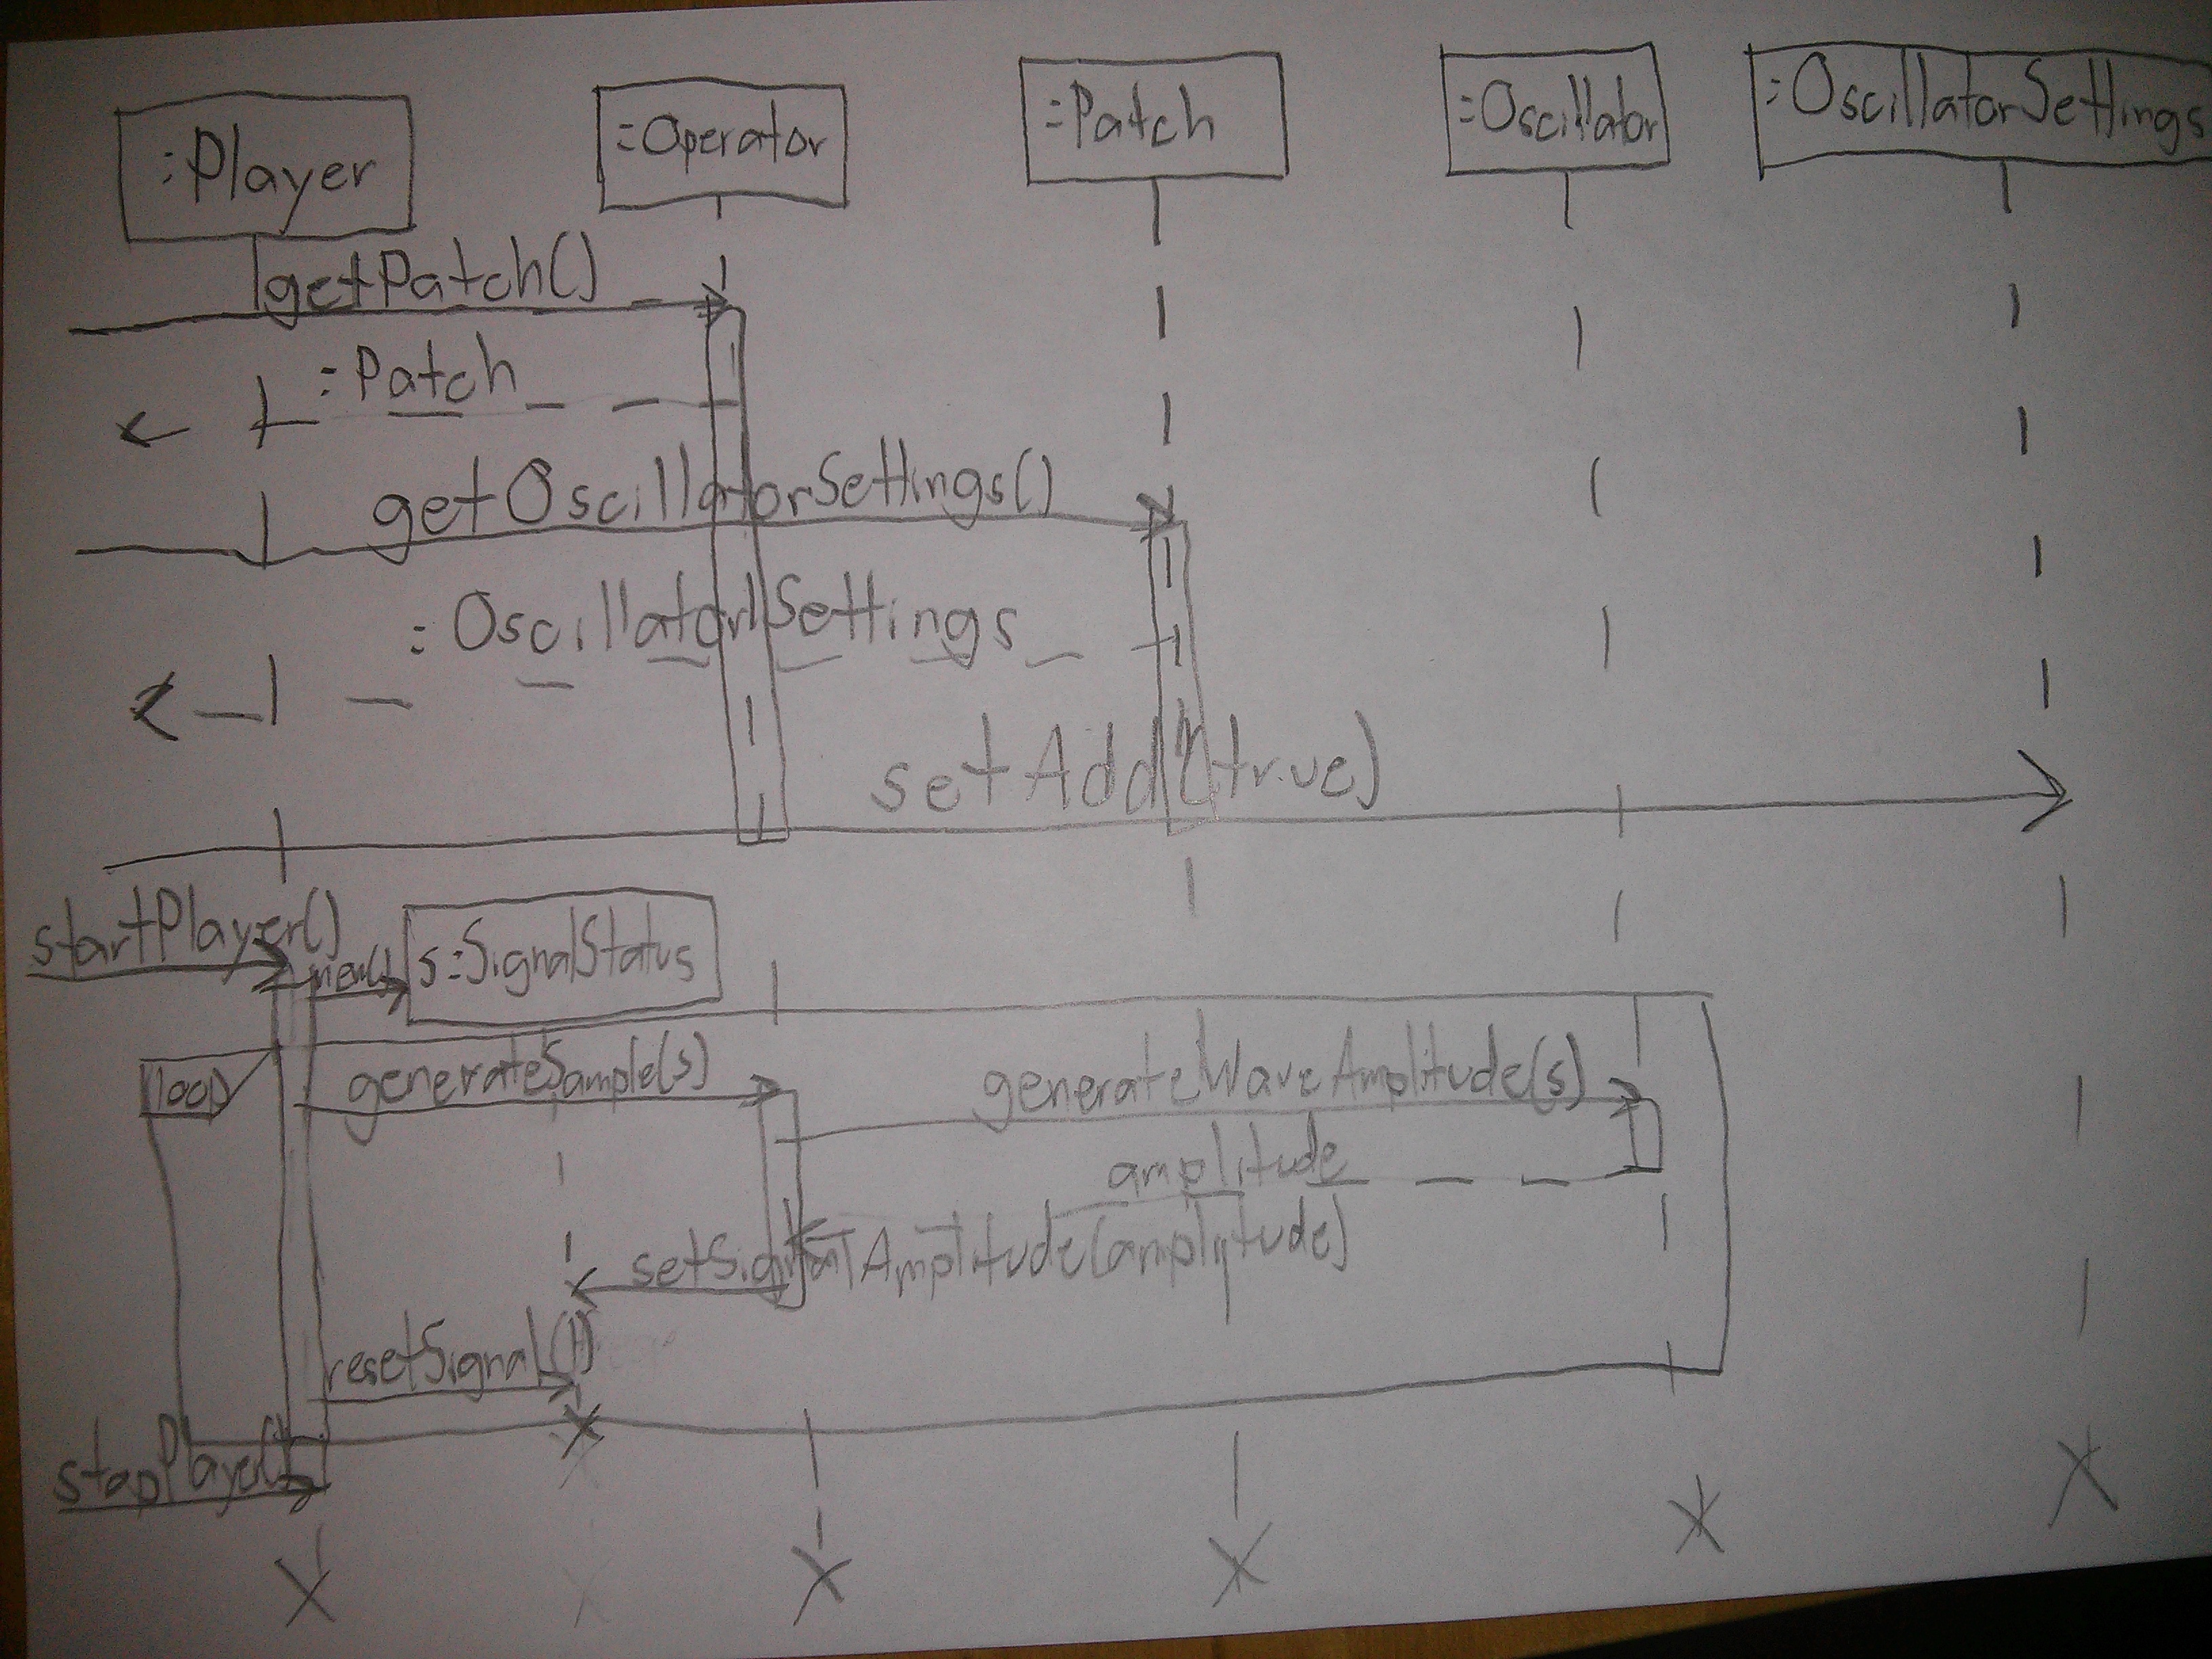 :Player
:Operator
:Patch
:Oscillator
:OscillatorSettings
getPatch()
:Patch
getOscillatorSettings()
:OscillatorSettings
setAdd(true)
startPlayer()
new()
s:SignalStatus
loop
generateSample(s)
generateWaveAmplitude(s)
amplitude
setSignalAmplitude(amplitude)
resetSignal()
stopPlayer()